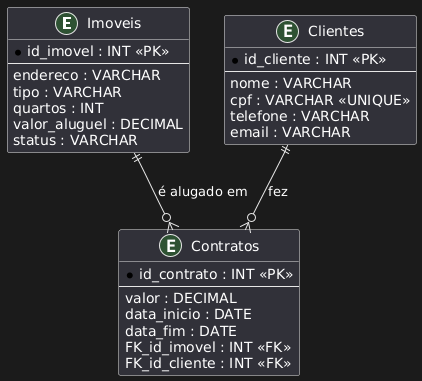 E Imoveis
* id_imovel : INT «PK»
endereco : VARCHAR
tipo : VARCHAR
quartos : INT
valor_aluguel : DECIMAL
status : VARCHAR
E Clientes
* id_cliente : INT «PK»
nome : VARCHAR
cpf : VARCHAR «UNIQUE»
telefone : VARCHAR
email : VARCHAR
é alugado em
fez
E Contratos
* id_contrato : INT «PK»
valor : DECIMAL
data_inicio : DATE
data_fim : DATE
FK_id_imovel : INT «FK»
FK_id_cliente : INT «FK»